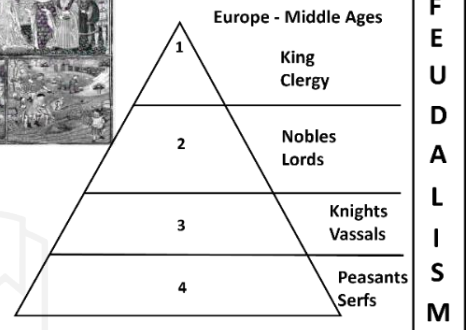 Europe - Middle Ages
1
King
Clergy
2
Nobles
Lords
3
Knights
Vassals
4
Peasants
Serfs
F
E
U
D
A
L
I
S
M